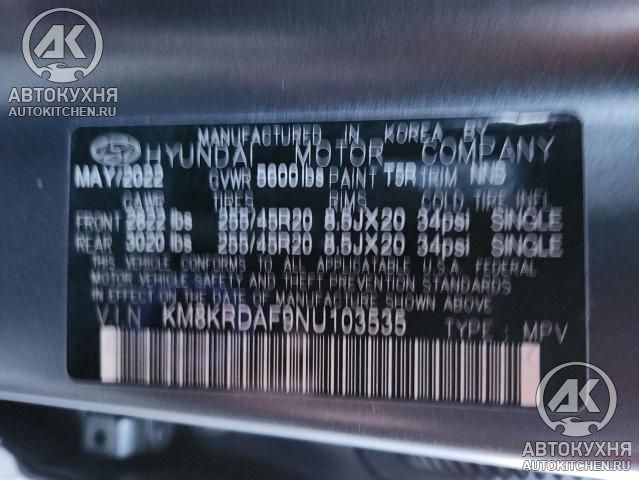 AK
АВТОКУХНЯ
AUTOKITCHEN.RU
MANUFACTURED IN KOREA BY
HYUNDAI MOTOR COMPANY
MAY/2022 GVWR 5600 lbs PAINT T5R TRIM NNB
GAWR TIRES RIMS COLD TIRE INFL.
FRONT 2822 lbs 255/45R20 8.5JX20 34psi SINGLE
REAR 3020 lbs 255/45R20 8.5JX20 34psi SINGLE
THIS VEHICLE CONFORMS TO ALL APPLICABLE U.S.A. FEDERAL
MOTOR VEHICLE SAFETY AND THEFT PREVENTION STANDARDS
IN EFFECT ON THE DATE OF MANUFACTURE SHOWN ABOVE.
V.I.N. KM8KRDAF9NU103535 TYPE : MPV
AK
АВТОКУХНЯ
AUTOKITCHEN.RU